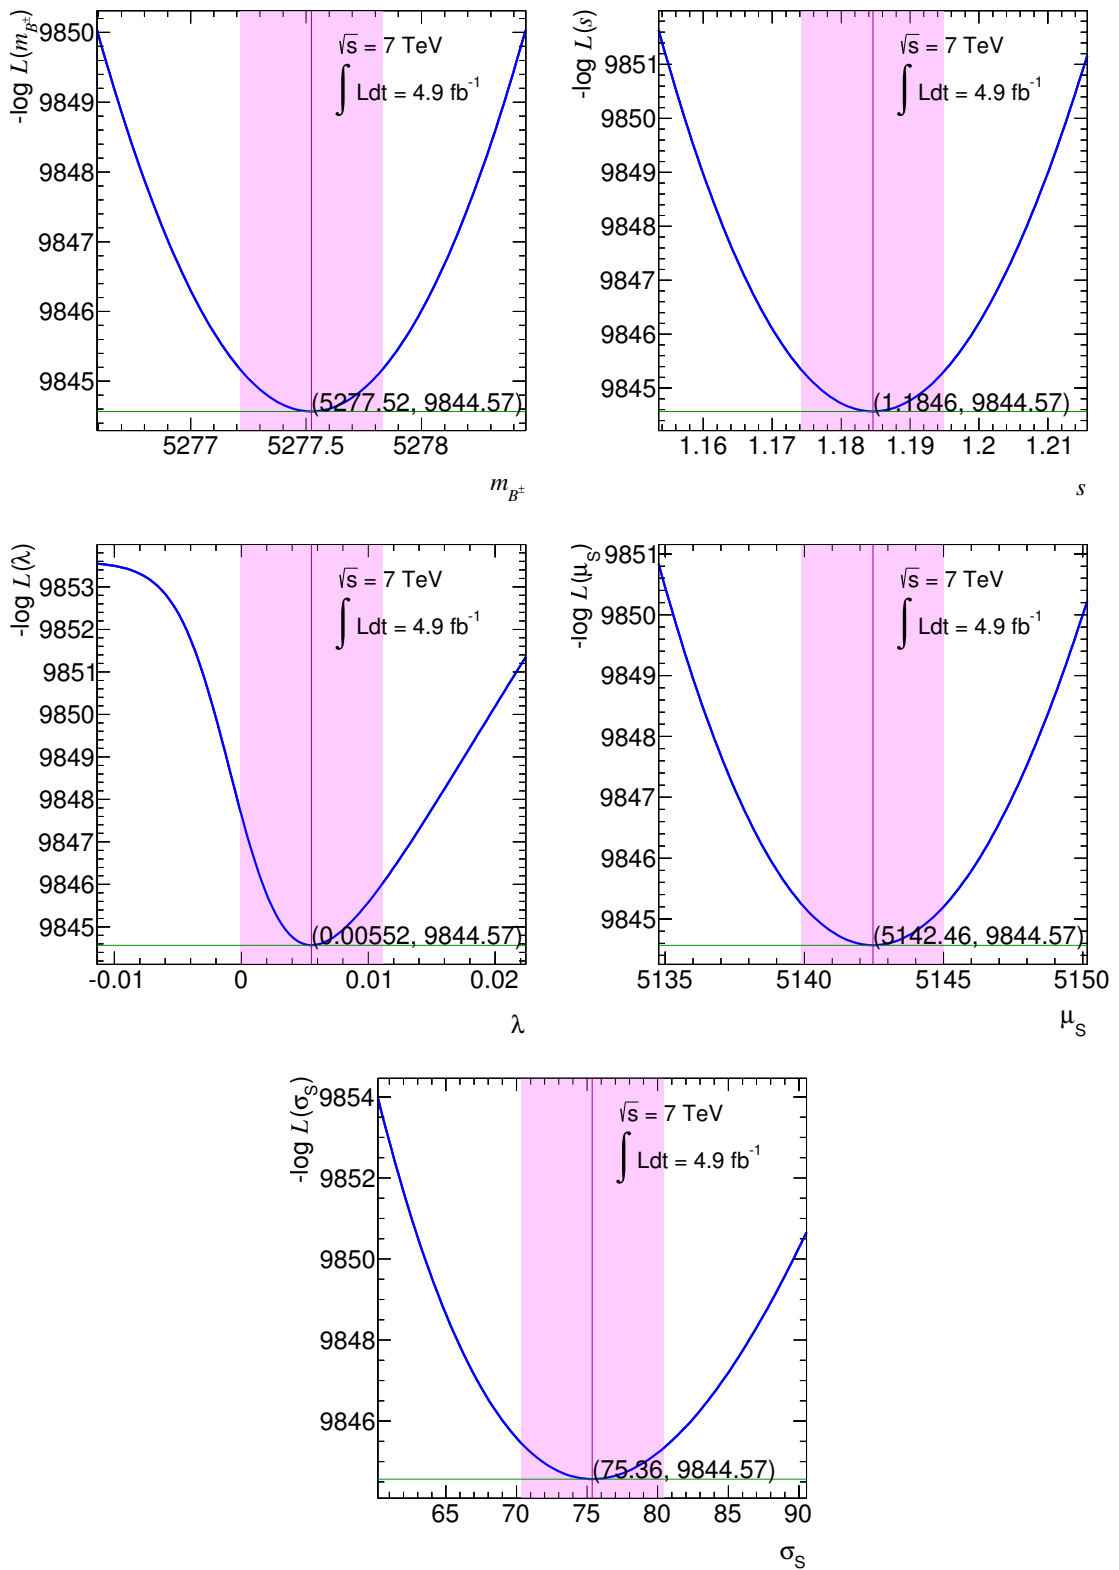 -log L(m_{B^±})
9850
9849
9848
9847
9846
9845
√s = 7 TeV
∫ Ldt = 4.9 fb^{-1}
(5277.52, 9844.57)
5277 5277.5 5278
m_{B^±}
-log L(s)
9851
9850
9849
9848
9847
9846
9845
√s = 7 TeV
∫ Ldt = 4.9 fb^{-1}
(1.1846, 9844.57)
1.16 1.17 1.18 1.19 1.2 1.21
s
-log L(λ)
9853
9852
9851
9850
9849
9848
9847
9846
9845
√s = 7 TeV
∫ Ldt = 4.9 fb^{-1}
(0.00552, 9844.57)
-0.01 0 0.01 0.02
λ
-log L(μ_S)
9851
9850
9849
9848
9847
9846
9845
√s = 7 TeV
∫ Ldt = 4.9 fb^{-1}
(5142.46, 9844.57)
5135 5140 5145 5150
μ_S
-log L(σ_S)
9854
9852
9850
9848
9846
√s = 7 TeV
∫ Ldt = 4.9 fb^{-1}
(75.36, 9844.57)
65 70 75 80 85 90
σ_S